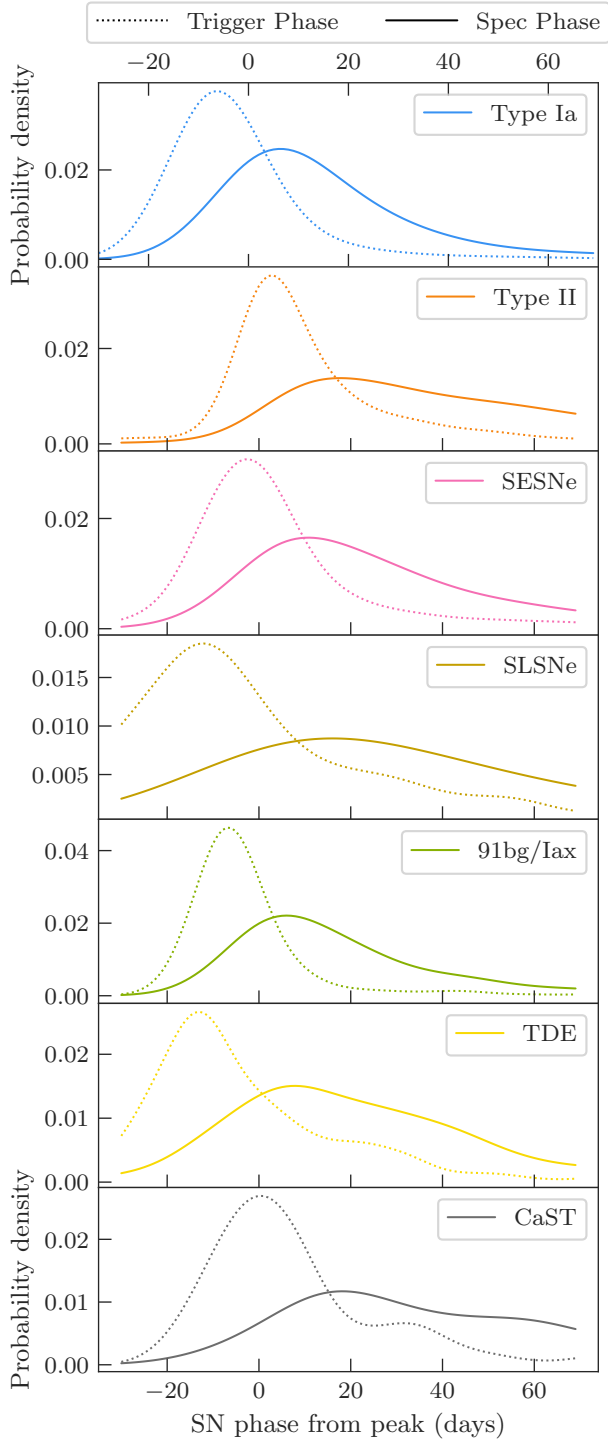 Trigger Phase Spec Phase
−20 0 20 40 60
Probability density
Type Ia
0.02
0.00
Type II
0.02
0.00
SESNe
0.02
0.00
SLSNe
0.015
0.010
0.005
91bg/Iax
0.04
0.02
0.00
TDE
0.02
0.01
0.00
Probability density
CaST
0.02
0.01
0.00
−20 0 20 40 60
SN phase from peak (days)